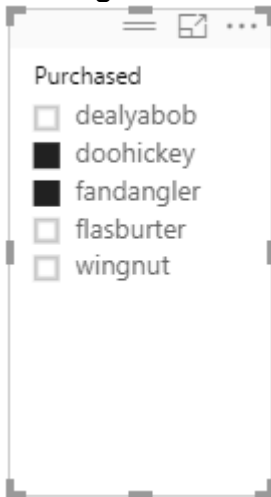 Purchased
dealyabob
doohickey
fandangler
flasburter
wingnut